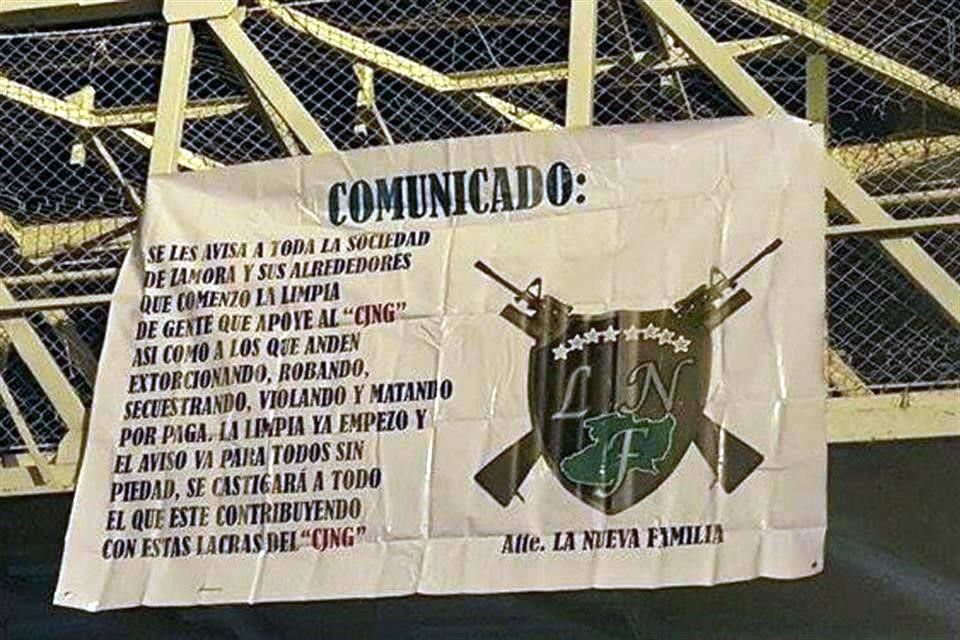 COMUNICADO:
SE LES AVISA A TODA LA SOCIEDAD
DE ZAMORA Y SUS ALREDEDORES
QUE COMENZO LA LIMPIA
DE GENTE QUE APOYE AL "CJNG"
ASI COMO A LOS QUE ANDEN
EXTORCIONANDO, ROBANDO,
SECUESTRANDO, VIOLANDO Y MATANDO
POR PAGA. LA LIMPIA YA EMPEZO Y
EL AVISO VA PARA TODOS SIN
PIEDAD, SE CASTIGARÁ A TODO
EL QUE ESTE CONTRIBUYENDO
CON ESTAS LACRAS DEL "CJNG"
L N
F
Atte. LA NUEVA FAMILIA